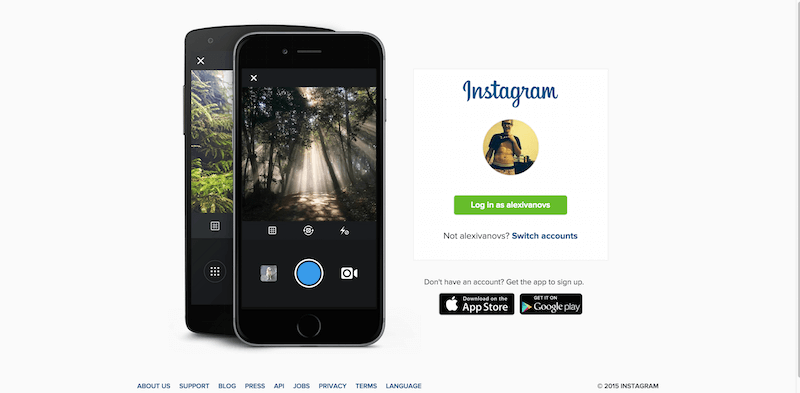 Instagram
Log in as alexivanovs
Not alexivanovs? Switch accounts
Don't have an account? Get the app to sign up.
Download on the App Store
GET IT ON Google play
ABOUT US SUPPORT BLOG PRESS API JOBS PRIVACY TERMS LANGUAGE
© 2015 INSTAGRAM